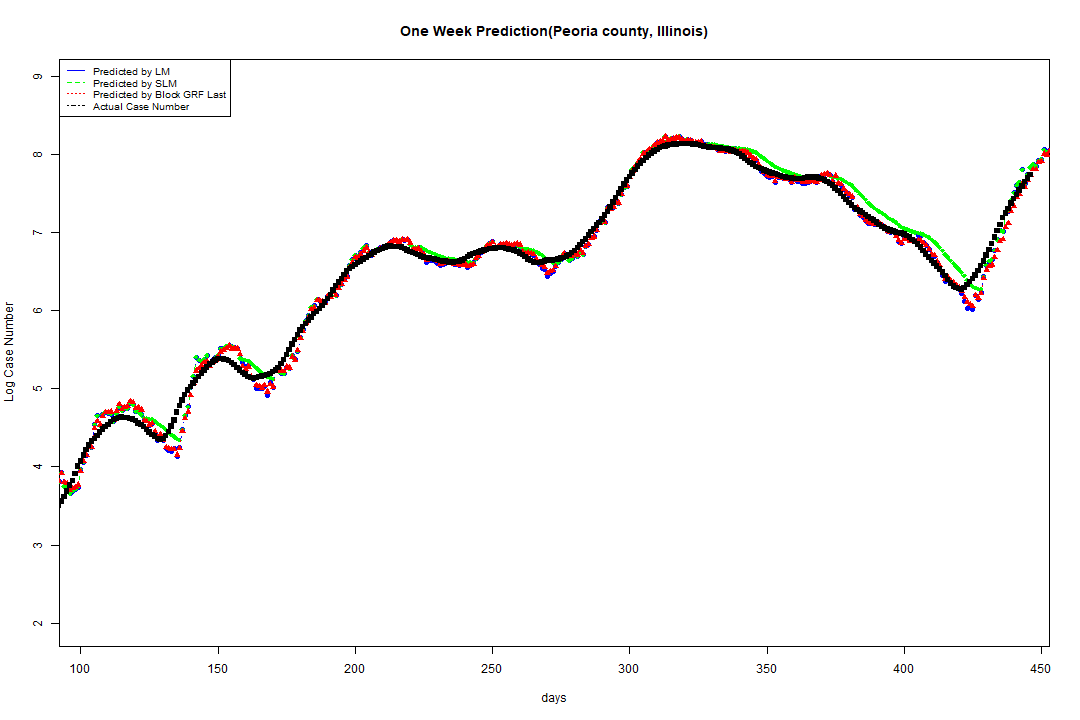 One Week Prediction(Peoria county, Illinois)
Predicted by LM
Predicted by SLM
Predicted by Block GRF Last
Actual Case Number
Log Case Number
9
8
7
6
5
4
3
2
100 150 200 250 300 350 400 450
days